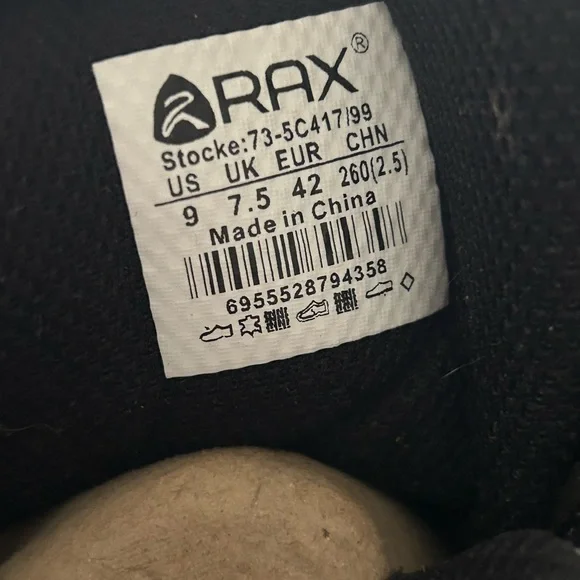 RAX®
Stocke:73-5C417/99
US UK EUR CHN
9 7.5 42 260(2.5)
Made in China
6955528794358